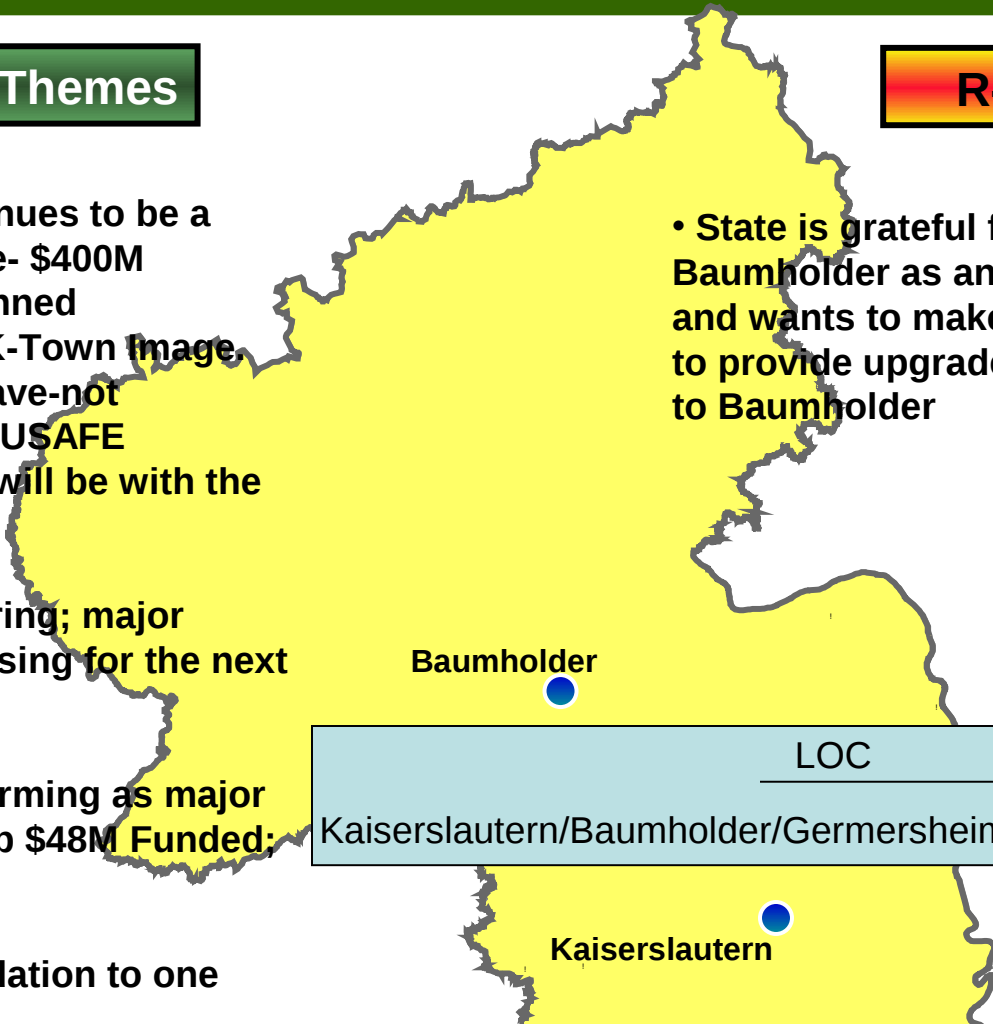 Themes
nues to be a
e- $400M
nned
K-Town Image.
ave-not
USAFE
will be with the
ring; major
sing for the next
rming as major
p $48M Funded;
lation to one
R
• State is grateful f
Baumholder as an
and wants to make
to provide upgrade
to Baumholder
Baumholder
LOC
Kaiserslautern/Baumholder/Germersheim
Kaiserslautern